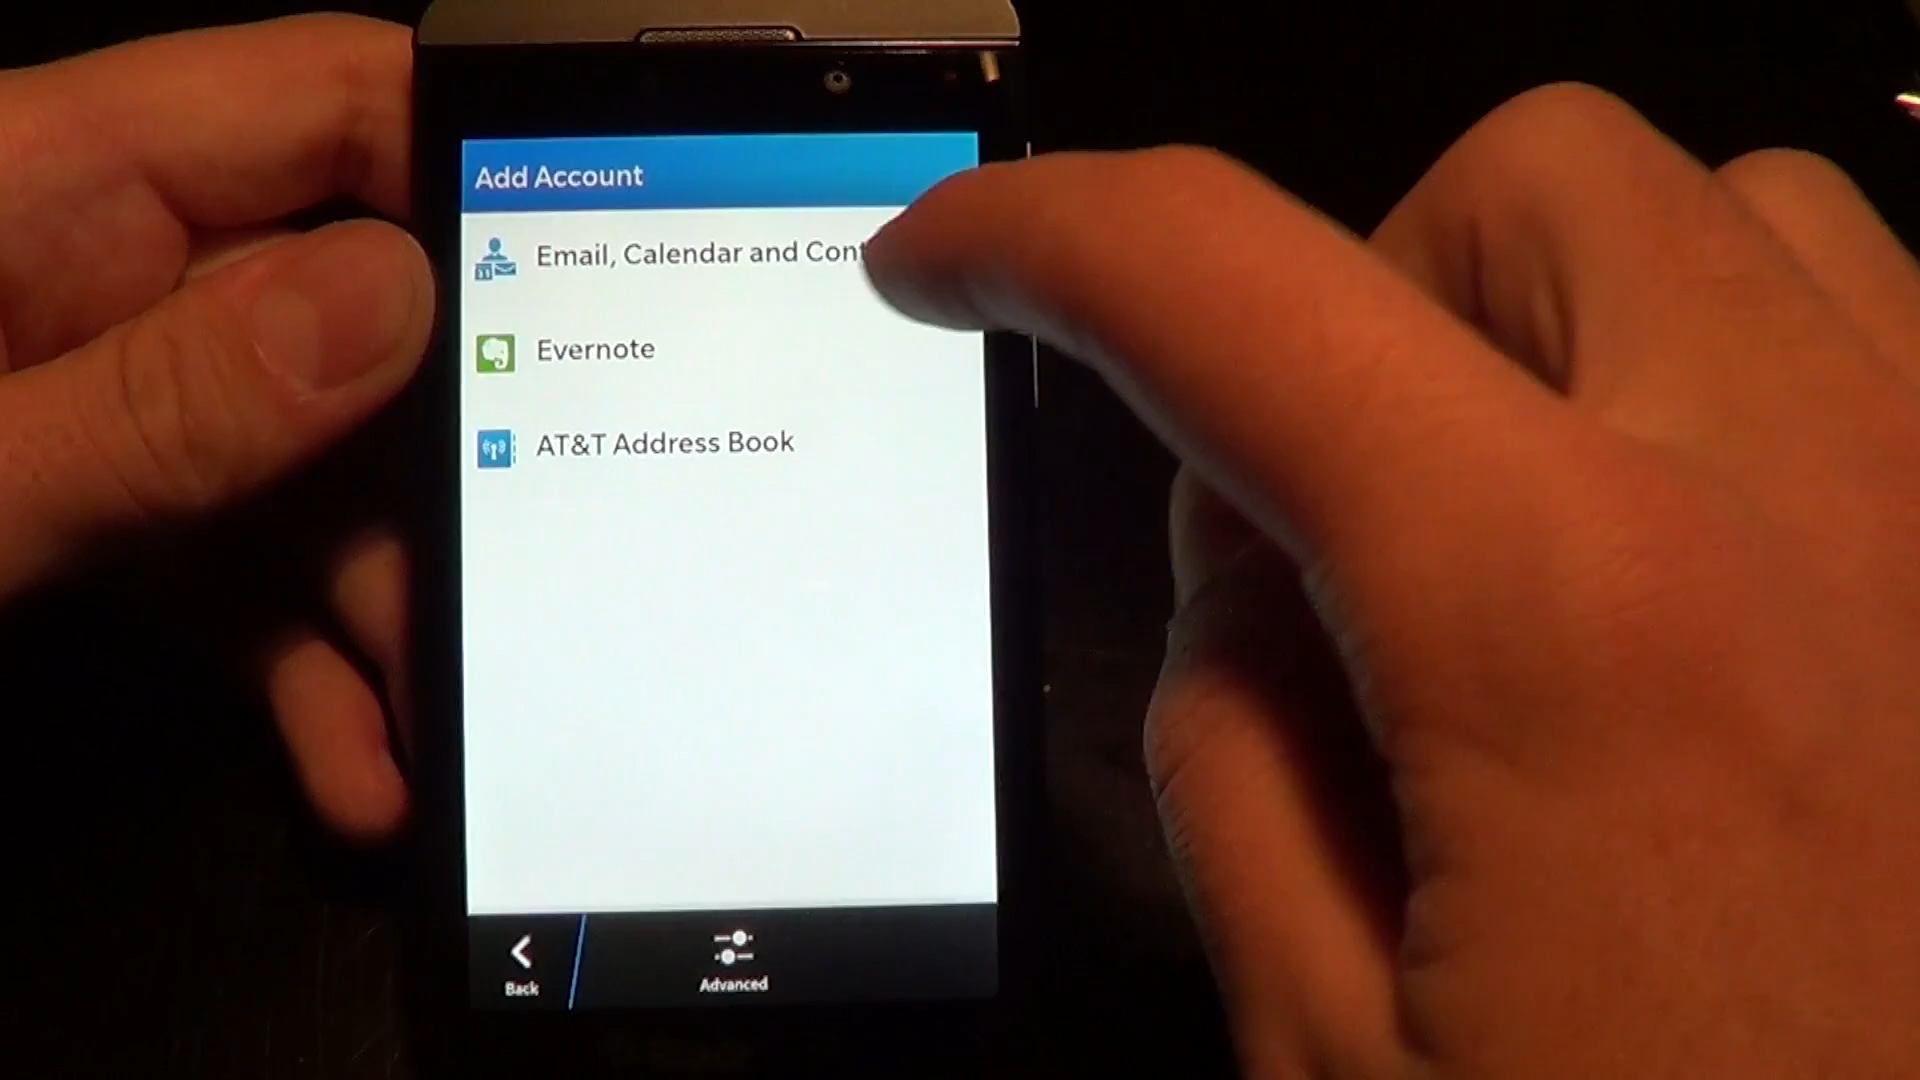 Add Account
Email, Calendar and Cont
Evernote
AT&T Address Book
Back
Advanced